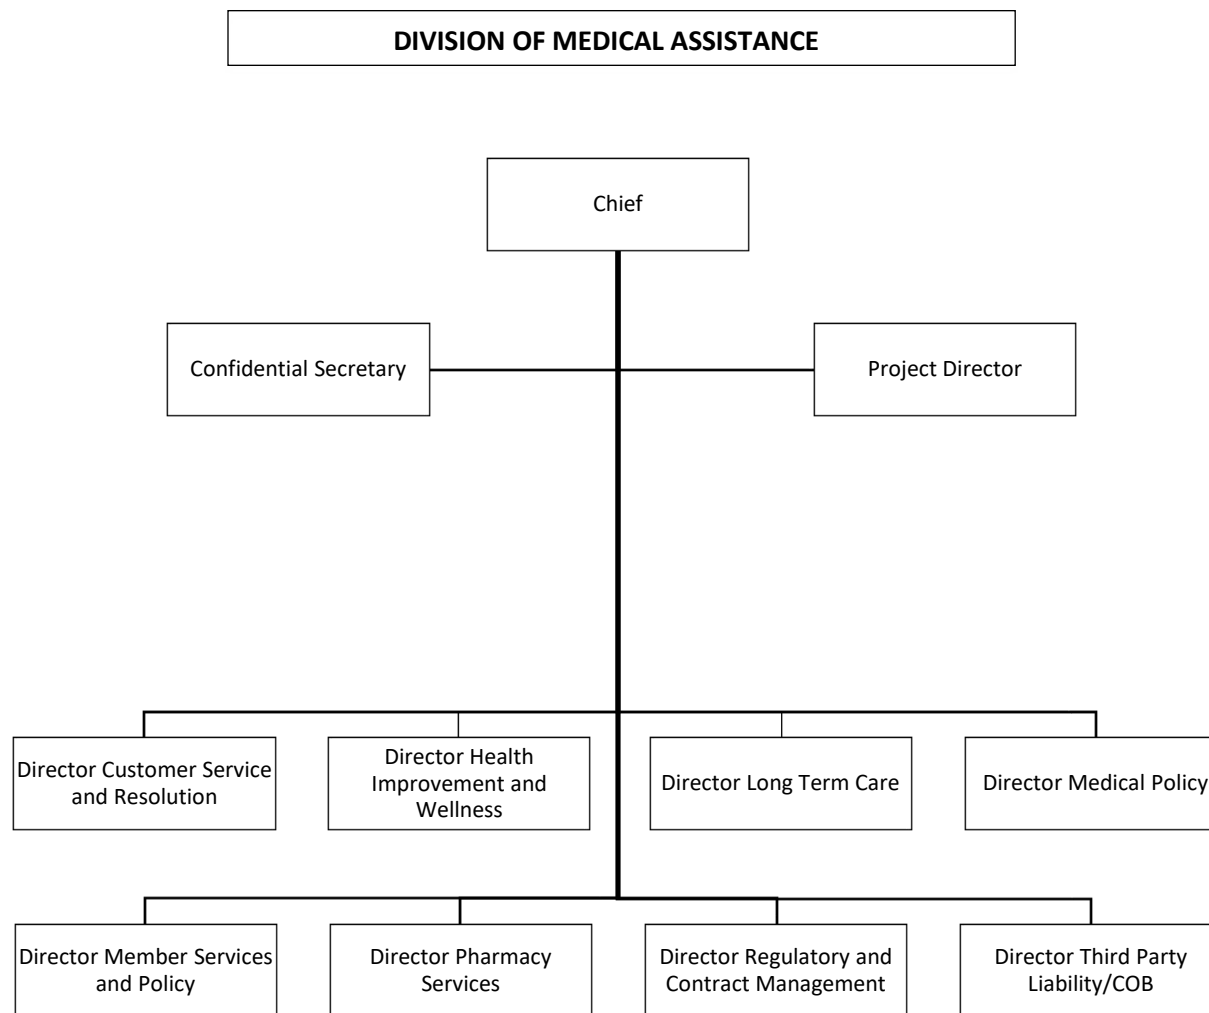 DIVISION OF MEDICAL ASSISTANCE
Chief
Confidential Secretary
Project Director
Director Customer Service
and Resolution
Director Health
Improvement and
Wellness
Director Long Term Care
Director Medical Policy
Director Member Services
and Policy
Director Pharmacy
Services
Director Regulatory and
Contract Management
Director Third Party
Liability/COB